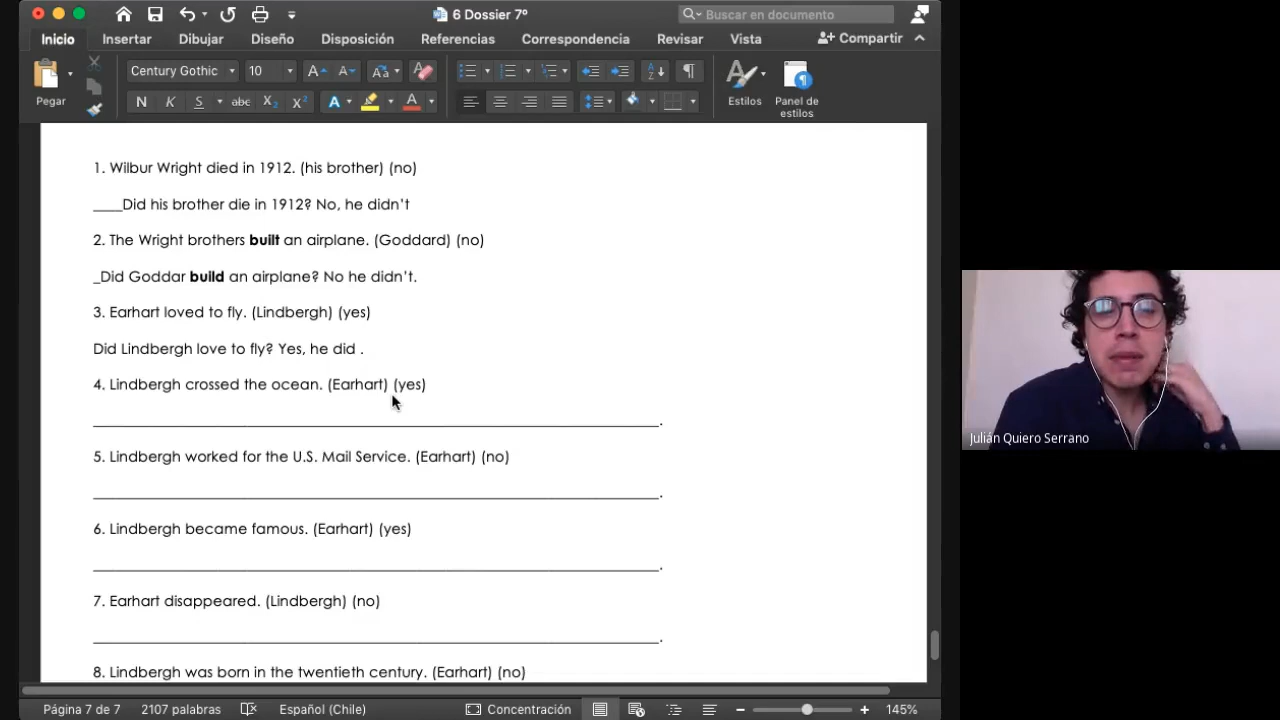 6 Dossier 7º
Buscar en documento
Inicio Insertar Dibujar Diseño Disposición Referencias Correspondencia Revisar Vista Compartir
Pegar
Century Gothic 10
N K S abc X₂ X²
Estilos
Panel de estilos
1. Wilbur Wright died in 1912. (his brother) (no)
____Did his brother die in 1912? No, he didn't
2. The Wright brothers built an airplane. (Goddard) (no)
_Did Goddar build an airplane? No he didn't.
3. Earhart loved to fly. (Lindbergh) (yes)
Did Lindbergh love to fly? Yes, he did .
4. Lindbergh crossed the ocean. (Earhart) (yes)
5. Lindbergh worked for the U.S. Mail Service. (Earhart) (no)
6. Lindbergh became famous. (Earhart) (yes)
7. Earhart disappeared. (Lindbergh) (no)
8. Lindbergh was born in the twentieth century. (Earhart) (no)
Página 7 de 7 2107 palabras Español (Chile) Concentración 145%
Julián Quiero Serrano